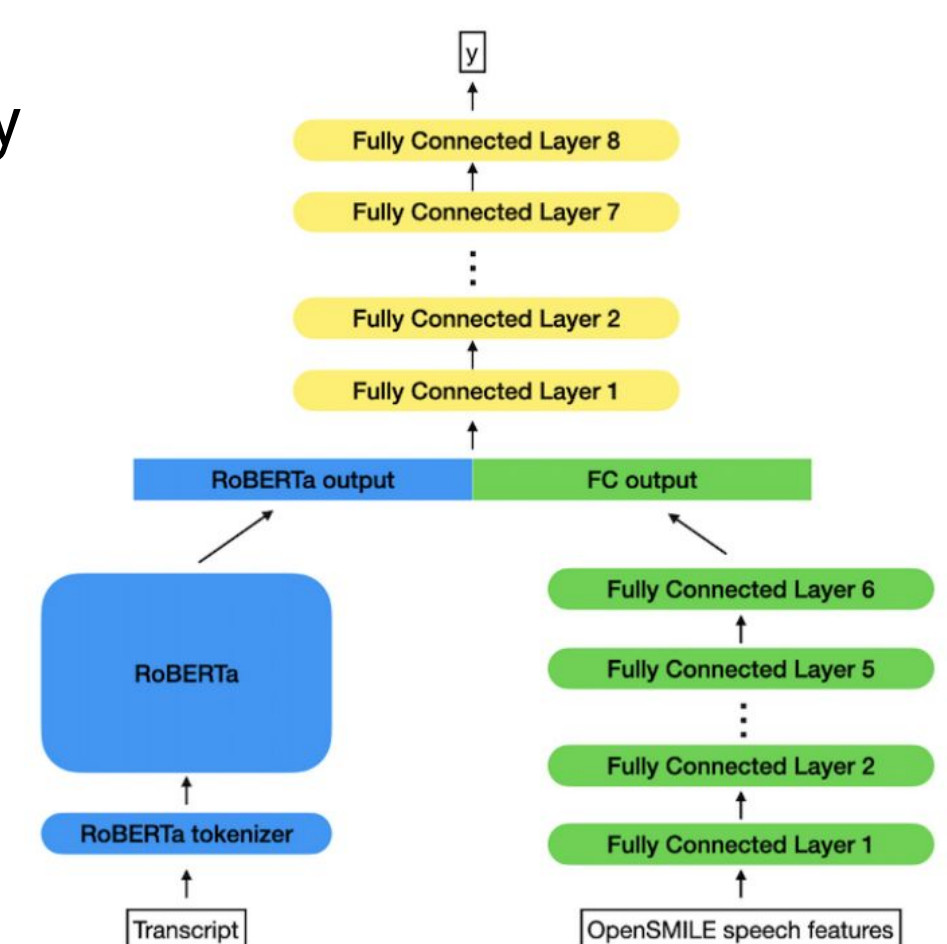 y
y
Fully Connected Layer 8
Fully Connected Layer 7
Fully Connected Layer 2
Fully Connected Layer 1
RoBERTa output
FC output
RoBERTa
RoBERTa tokenizer
Transcript
Fully Connected Layer 6
Fully Connected Layer 5
Fully Connected Layer 2
Fully Connected Layer 1
OpenSMILE speech features